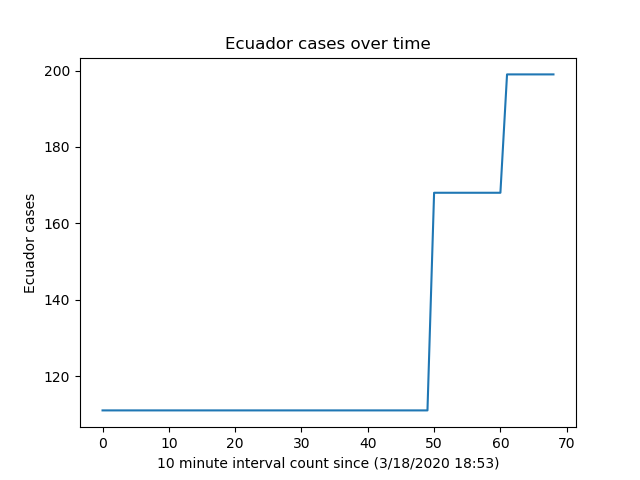 Ecuador cases over time
Ecuador cases
200
180
160
140
120
0 10 20 30 40 50 60 70
10 minute interval count since (3/18/2020 18:53)